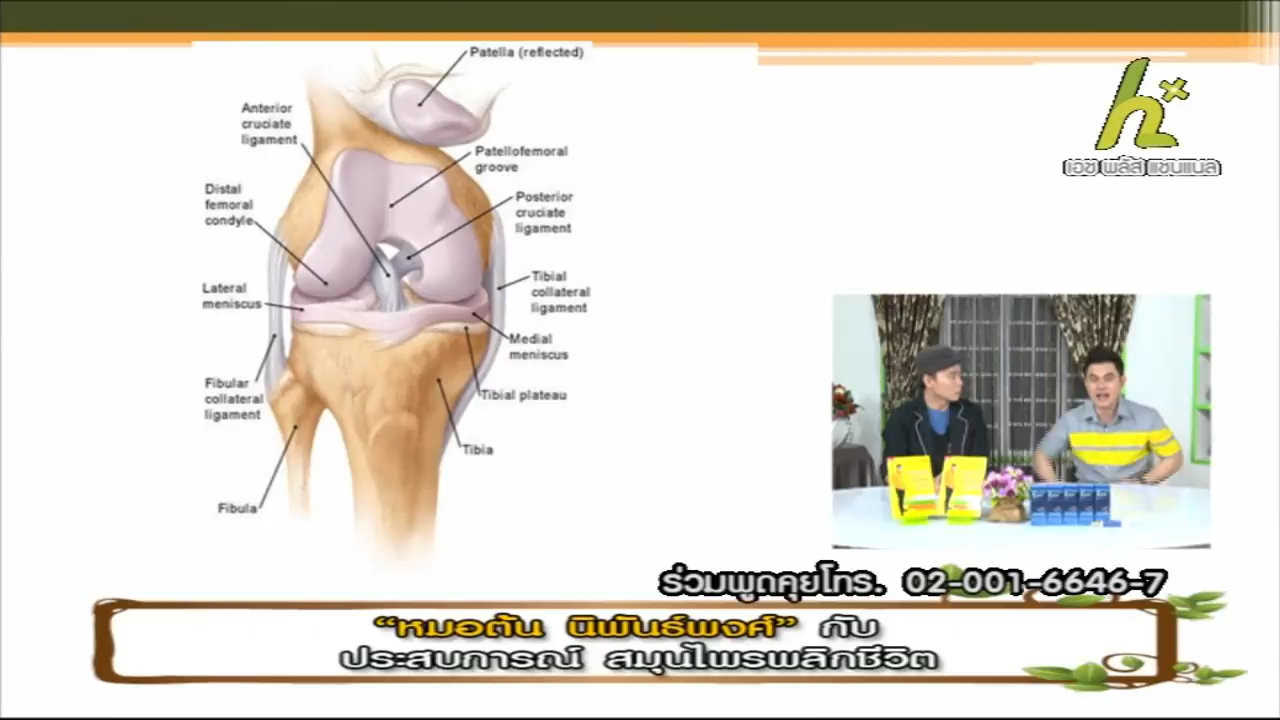 Patella (reflected)
Anterior
cruciate
ligament
Patellofemoral
groove
Distal
femoral
condyle
Posterior
cruciate
ligament
Lateral
meniscus
Tibial
collateral
ligament
Medial
meniscus
Fibular
collateral
ligament
Tibial plateau
Tibia
Fibula
เอช พลัส แชนแนล
ร่วมพูดคุยโทร. 02-001-6646-7
“หมอต้น นิพันธ์พงศ์” กับ
ประสบการณ์ สมุนไพรพลิกชีวิต